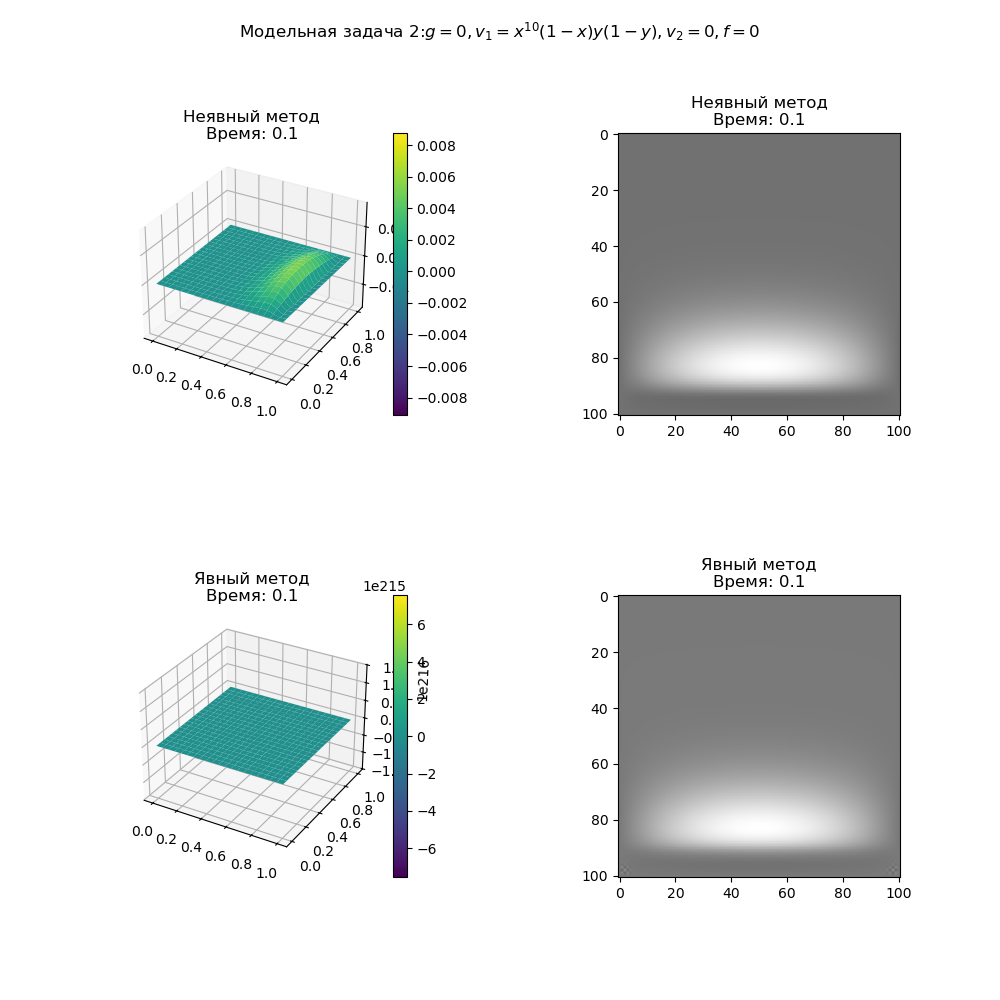 Модельная задача 2:g = 0, v₁ = x¹⁰(1 − x)y(1 − y), v₂ = 0, f = 0
Неявный метод
Время: 0.1
0.008
0.006
0.004
0.002
0.000
−0.002
−0.004
−0.006
−0.008
0.0 0.2 0.4 0.6 0.8 1.0
0.0 0.2 0.4 0.6 0.8 1.0
Неявный метод
Время: 0.1
0
20
40
60
80
100
0 20 40 60 80 100
Явный метод
Время: 0.1
1e215
6
4
2
0
−2
−4
−6
1e216
0.0 0.2 0.4 0.6 0.8 1.0
0.0 0.2 0.4 0.6 0.8 1.0
Явный метод
Время: 0.1
0
20
40
60
80
100
0 20 40 60 80 100